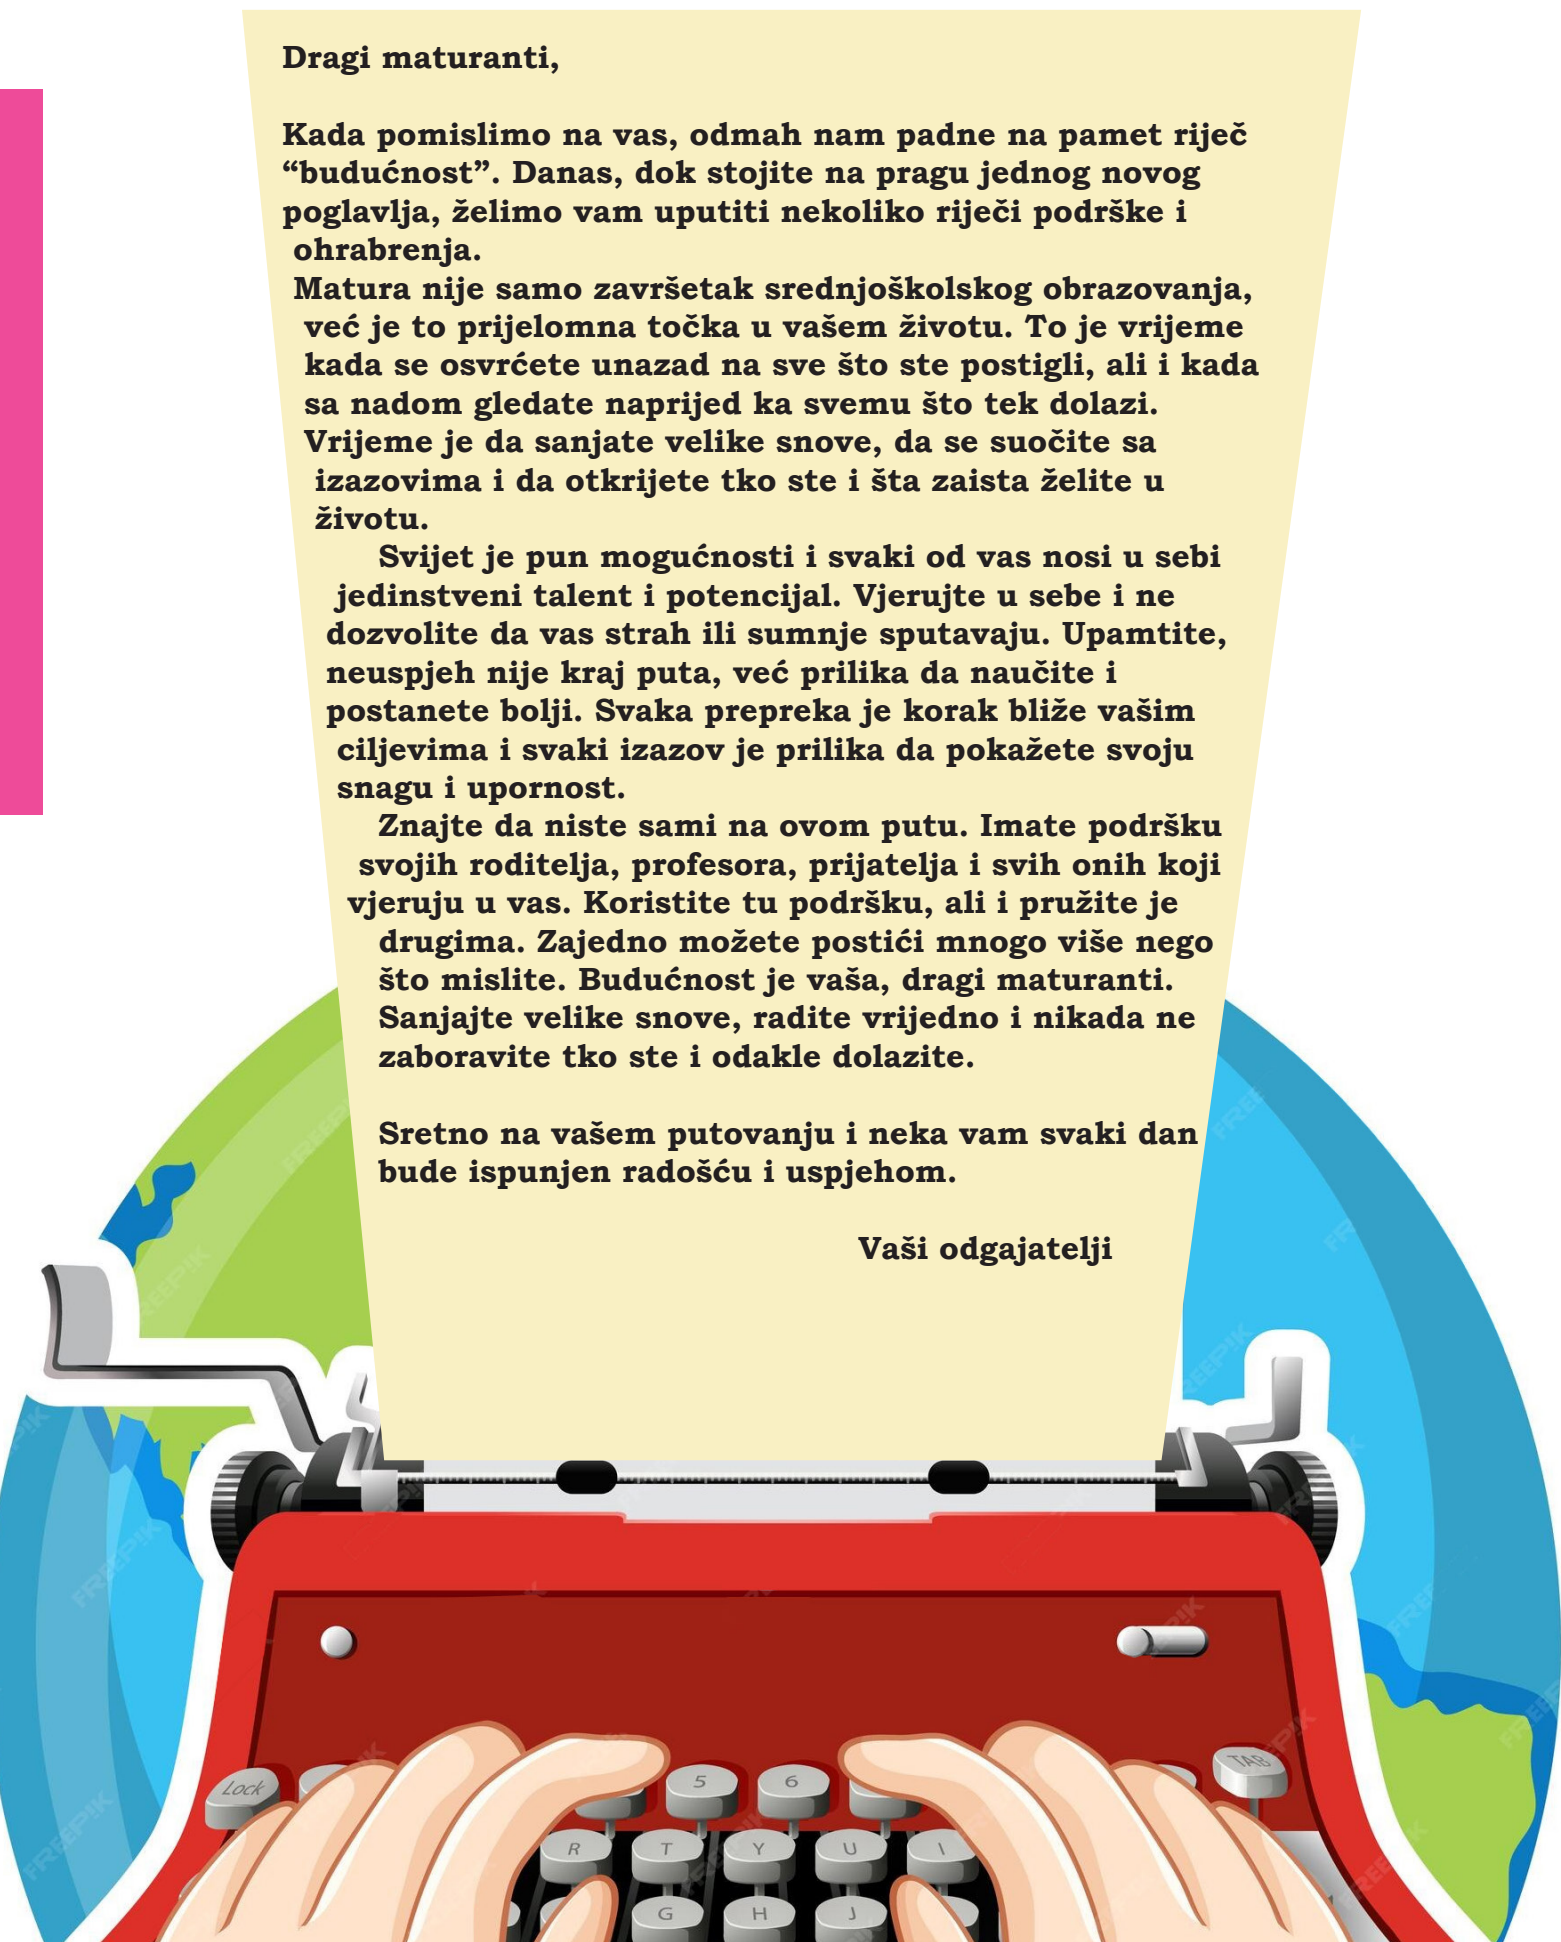 Dragi maturanti,
Kada pomislimo na vas, odmah nam padne na pamet riječ
“budućnost”. Danas, dok stojite na pragu jednog novog
poglavlja, želimo vam uputiti nekoliko riječi podrške i
ohrabrenja.
Matura nije samo završetak srednjoškolskog obrazovanja,
već je to prijelomna točka u vašem životu. To je vrijeme
kada se osvrćete unazad na sve što ste postigli, ali i kada
sa nadom gledate naprijed ka svemu što tek dolazi.
Vrijeme je da sanjate velike snove, da se suočite sa
izazovima i da otkrijete tko ste i šta zaista želite u
životu.
Svijet je pun mogućnosti i svaki od vas nosi u sebi
jedinstveni talent i potencijal. Vjerujte u sebe i ne
dozvolite da vas strah ili sumnje sputavaju. Upamtite,
neuspjeh nije kraj puta, već prilika da naučite i
postanete bolji. Svaka prepreka je korak bliže vašim
ciljevima i svaki izazov je prilika da pokažete svoju
snagu i upornost.
Znajte da niste sami na ovom putu. Imate podršku
svojih roditelja, profesora, prijatelja i svih onih koji
vjeruju u vas. Koristite tu podršku, ali i pružite je
drugima. Zajedno možete postići mnogo više nego
što mislite. Budućnost je vaša, dragi maturanti.
Sanjajte velike snove, radite vrijedno i nikada ne
zaboravite tko ste i odakle dolazite.
Sretno na vašem putovanju i neka vam svaki dan
bude ispunjen radošću i uspjehom.
Vaši odgajatelji
Lock 5 6 TAB
R T Y U I
G H J